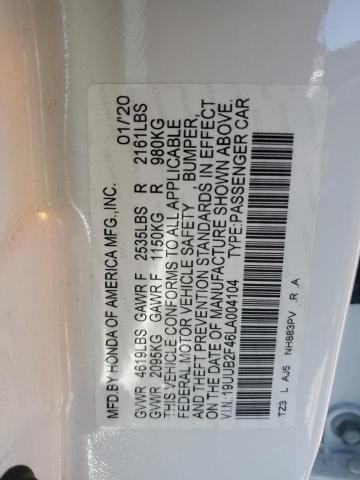 MFD.BY HONDA OF AMERICA MFG.,INC. 01/20
GVWR 4619LBS GAWR F 2535LBS R 2161LBS
GVWR 2095KG GAWR F 1150KG R 980KG
THIS VEHICLE CONFORMS TO ALL APPLICABLE
FEDERAL MOTOR VEHICLE SAFETY, BUMPER,
AND THEFT PREVENTION STANDARDS IN EFFECT
ON THE DATE OF MANUFACTURE SHOWN ABOVE.
V.I.N.:19UUB2F46LA004104 TYPE:PASSENGER CAR
TZ3 L AJ5 NH883PV .R .A